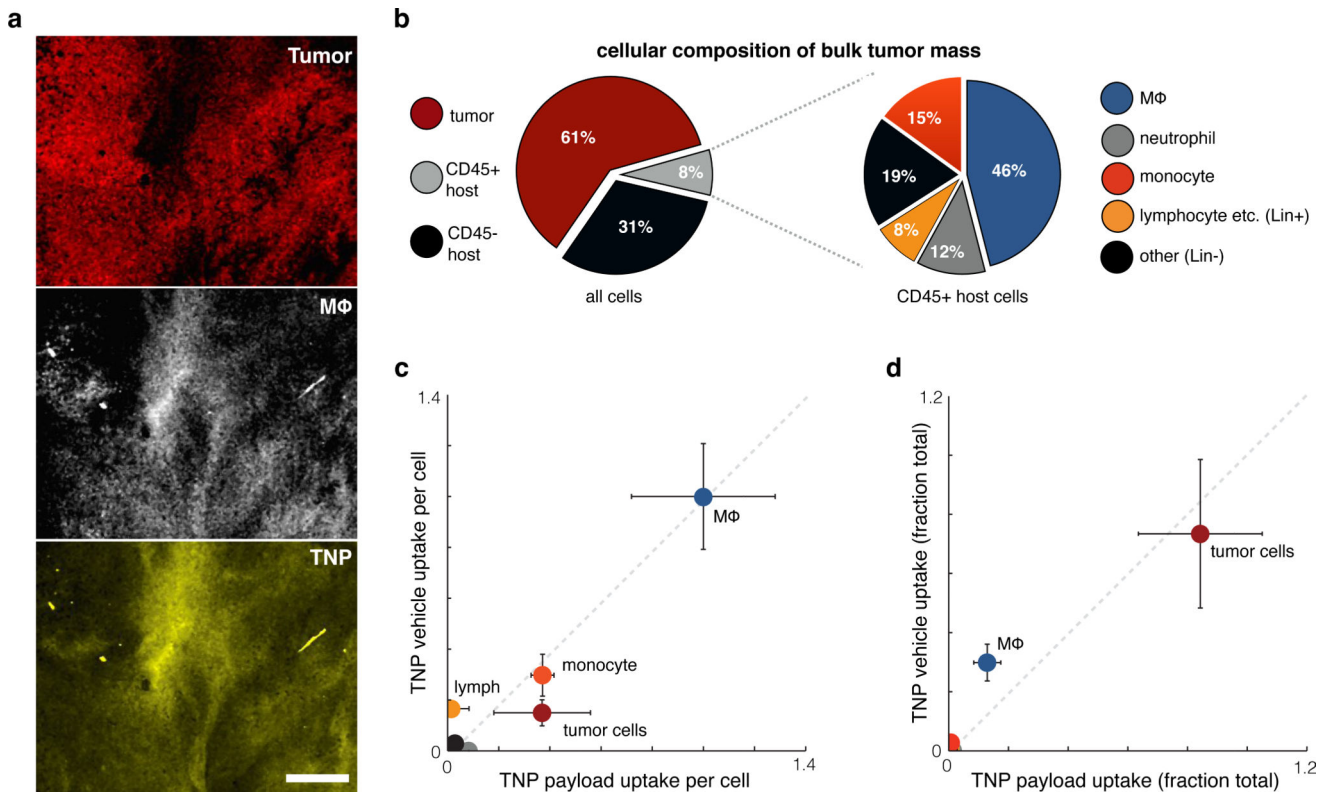 a
Tumor
MΦ
TNP
b
cellular composition of bulk tumor mass
tumor
CD45+
host
CD45-
host
61%
8%
31%
all cells
15%
46%
19%
8%
12%
CD45+ host cells
MΦ
neutrophil
monocyte
lymphocyte etc. (Lin+)
other (Lin-)
c
1.4
TNP vehicle uptake per cell
MΦ
monocyte
lymph
tumor cells
0
0
1.4
TNP payload uptake per cell
d
1.2
TNP vehicle uptake (fraction total)
tumor cells
MΦ
0
0
1.2
TNP payload uptake (fraction total)